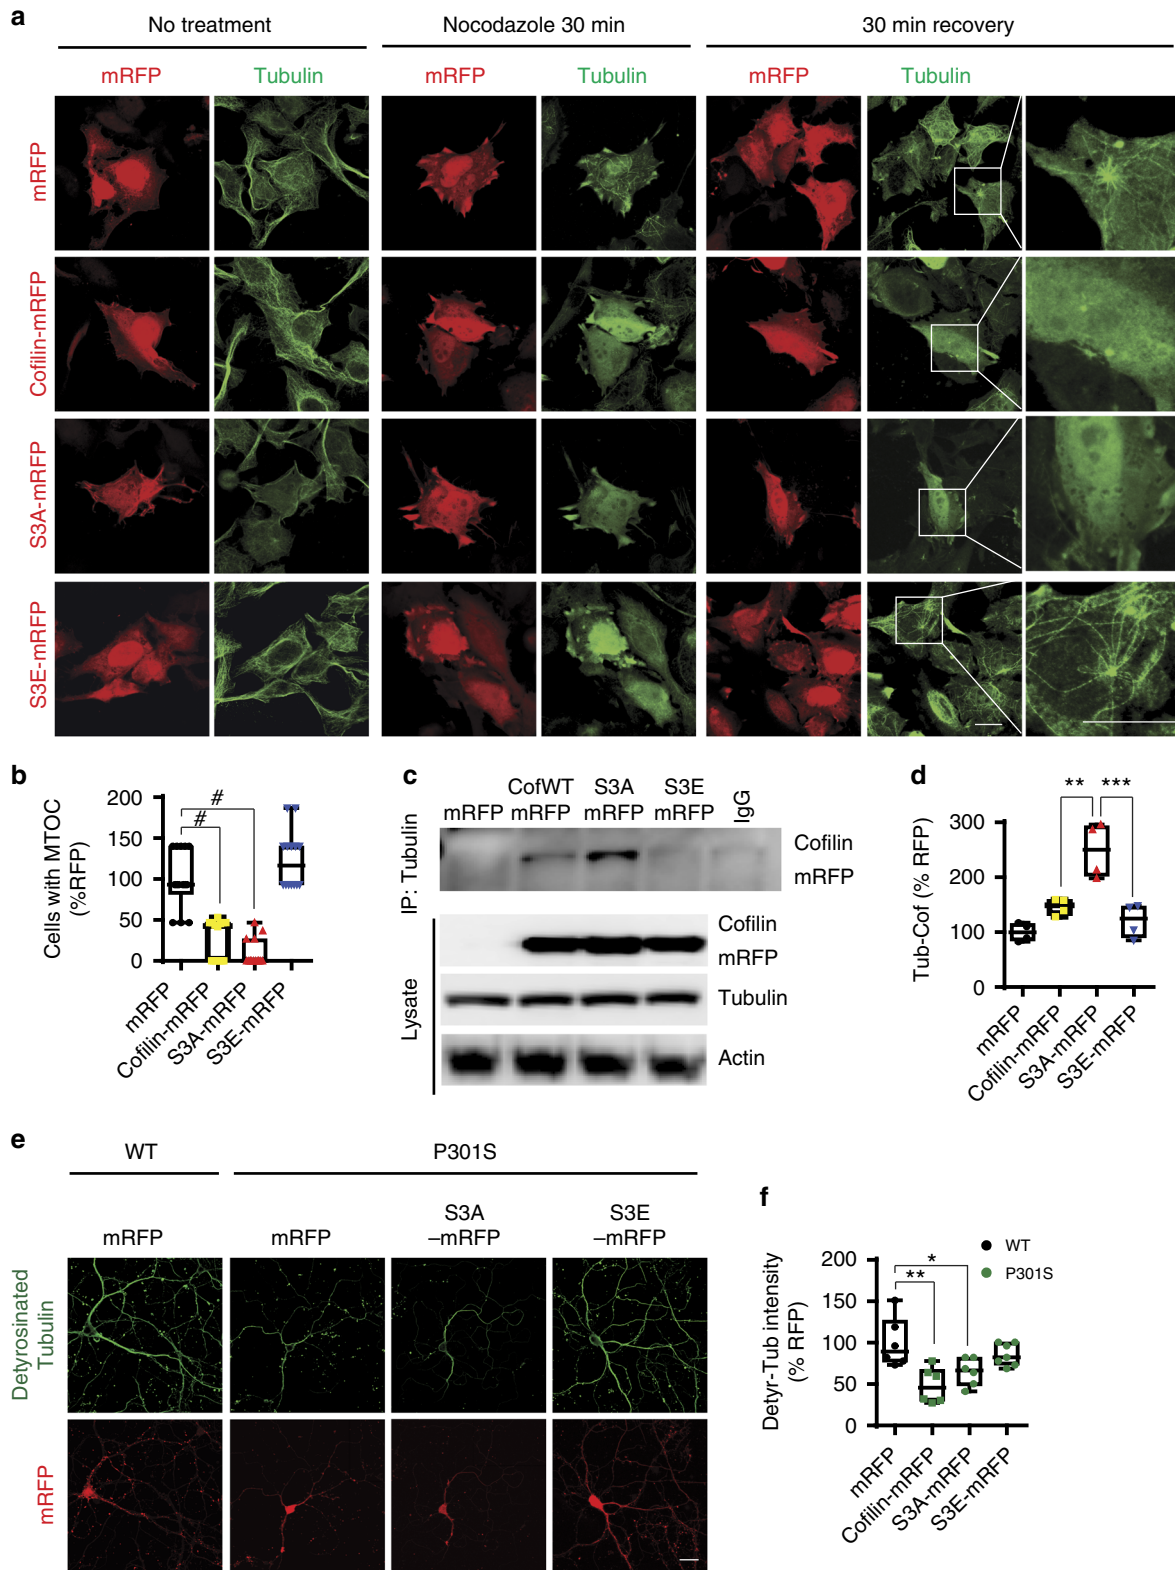 a
No treatment
Nocodazole 30 min
30 min recovery
mRFP
Tubulin
mRFP
Tubulin
mRFP
Tubulin
mRFP
Cofilin-mRFP
S3A-mRFP
S3E-mRFP
b
Cells with MTOC
(%RFP)
200
150
100
50
0
#
#
mRFP
Cofilin-mRFP
S3A-mRFP
S3E-mRFP
c
mRFP
CofWT
mRFP
S3A
mRFP
S3E
mRFP
IgG
IP: Tubulin
Cofilin
mRFP
Lysate
Cofilin
mRFP
Tubulin
Actin
d
Tub-Cof (% RFP)
300
200
100
0
**
***
mRFP
Cofilin-mRFP
S3A-mRFP
S3E-mRFP
e
WT
P301S
mRFP
mRFP
S3A
–mRFP
S3E
–mRFP
Detyrosinated
Tubulin
mRFP
f
Detyr-Tub intensity
(% RFP)
200
150
100
50
0
*
**
WT
P301S
mRFP
Cofilin-mRFP
S3A-mRFP
S3E-mRFP